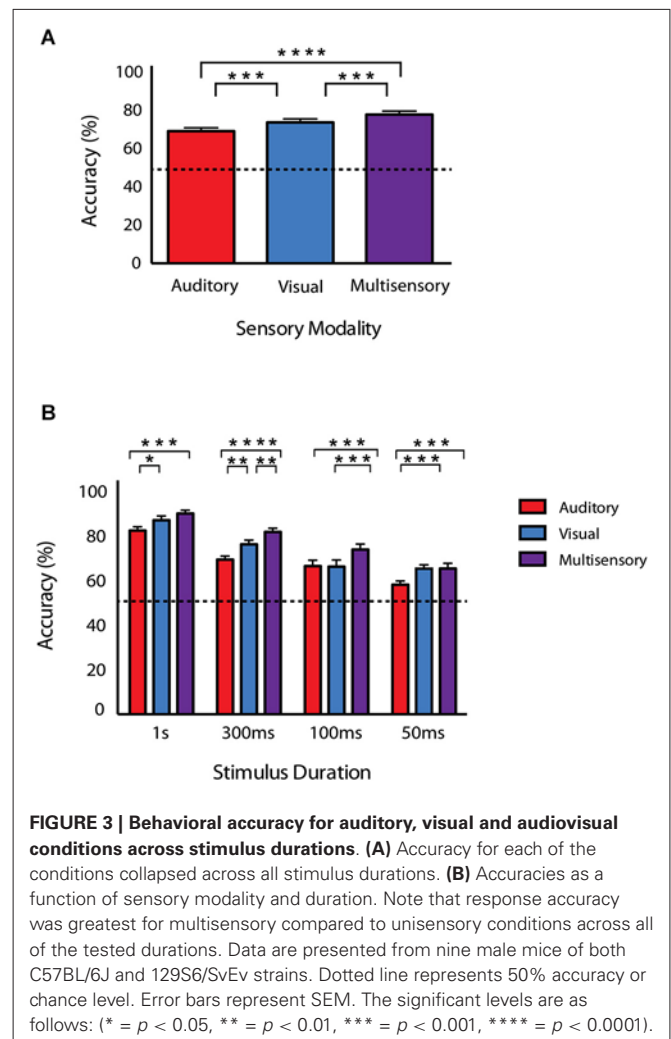 A
****
*** ***
100
80
60
40
20
0
Accuracy (%)
Auditory Visual Multisensory
Sensory Modality
B
*** **** *** ***
* ** ** *** ***
100
80
60
40
20
0
Accuracy (%)
Auditory
Visual
Multisensory
1s 300ms 100ms 50ms
Stimulus Duration
FIGURE 3 | Behavioral accuracy for auditory, visual and audiovisual
conditions across stimulus durations. (A) Accuracy for each of the
conditions collapsed across all stimulus durations. (B) Accuracies as a
function of sensory modality and duration. Note that response accuracy
was greatest for multisensory compared to unisensory conditions across all
of the tested durations. Data are presented from nine male mice of both
C57BL/6J and 129S6/SvEv strains. Dotted line represents 50% accuracy or
chance level. Error bars represent SEM. The significant levels are as
follows: (* = p < 0.05, ** = p < 0.01, *** = p < 0.001, **** = p < 0.0001).